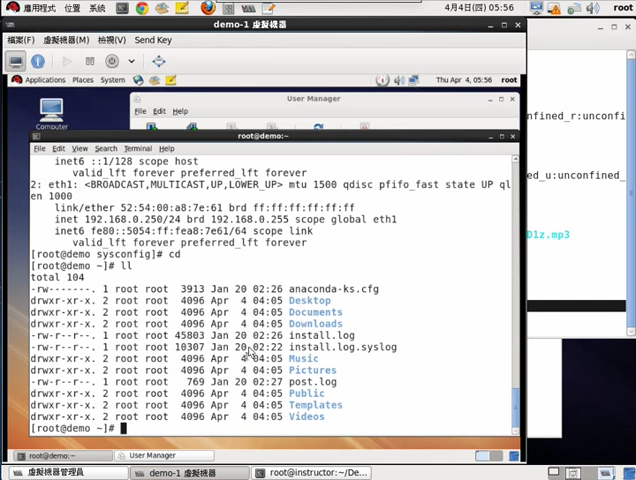 應用程式 位置 系統 4月4日(四) 05:56 root
demo-1 虛擬機器
檔案(F) 虛擬機器(M) 檢視(V) Send Key
Applications Places System Thu Apr 4, 05:56 root
Computer
User Manager
File Edit Help
root@demo:~
File Edit View Search Terminal Help
inet6 ::1/128 scope host
valid_lft forever preferred_lft forever
2: eth1: <BROADCAST,MULTICAST,UP,LOWER_UP> mtu 1500 qdisc pfifo_fast state UP ql
en 1000
link/ether 52:54:00:a8:7e:61 brd ff:ff:ff:ff:ff:ff
inet 192.168.0.250/24 brd 192.168.0.255 scope global eth1
inet6 fe80::5054:ff:fea8:7e61/64 scope link
valid_lft forever preferred_lft forever
[root@demo sysconfig]# cd
[root@demo ~]# ll
total 104
-rw-------. 1 root root 3913 Jan 20 02:26 anaconda-ks.cfg
drwxr-xr-x. 2 root root 4096 Apr 4 04:05 Desktop
drwxr-xr-x. 2 root root 4096 Apr 4 04:05 Documents
drwxr-xr-x. 2 root root 4096 Apr 4 04:05 Downloads
-rw-r--r--. 1 root root 45803 Jan 20 02:26 install.log
-rw-r--r--. 1 root root 10307 Jan 20 02:22 install.log.syslog
drwxr-xr-x. 2 root root 4096 Apr 4 04:05 Music
drwxr-xr-x. 2 root root 4096 Apr 4 04:05 Pictures
-rw-r--r--. 1 root root 769 Jan 20 02:27 post.log
drwxr-xr-x. 2 root root 4096 Apr 4 04:05 Public
drwxr-xr-x. 2 root root 4096 Apr 4 04:05 Templates
drwxr-xr-x. 2 root root 4096 Apr 4 04:05 Videos
[root@demo ~]#
onfined_r:unconfi
ed_u:unconfined_
D1z.mp3
root@demo:~ User Manager
虛擬機器管理員 demo-1 虛擬機器 root@instructor:~/De...